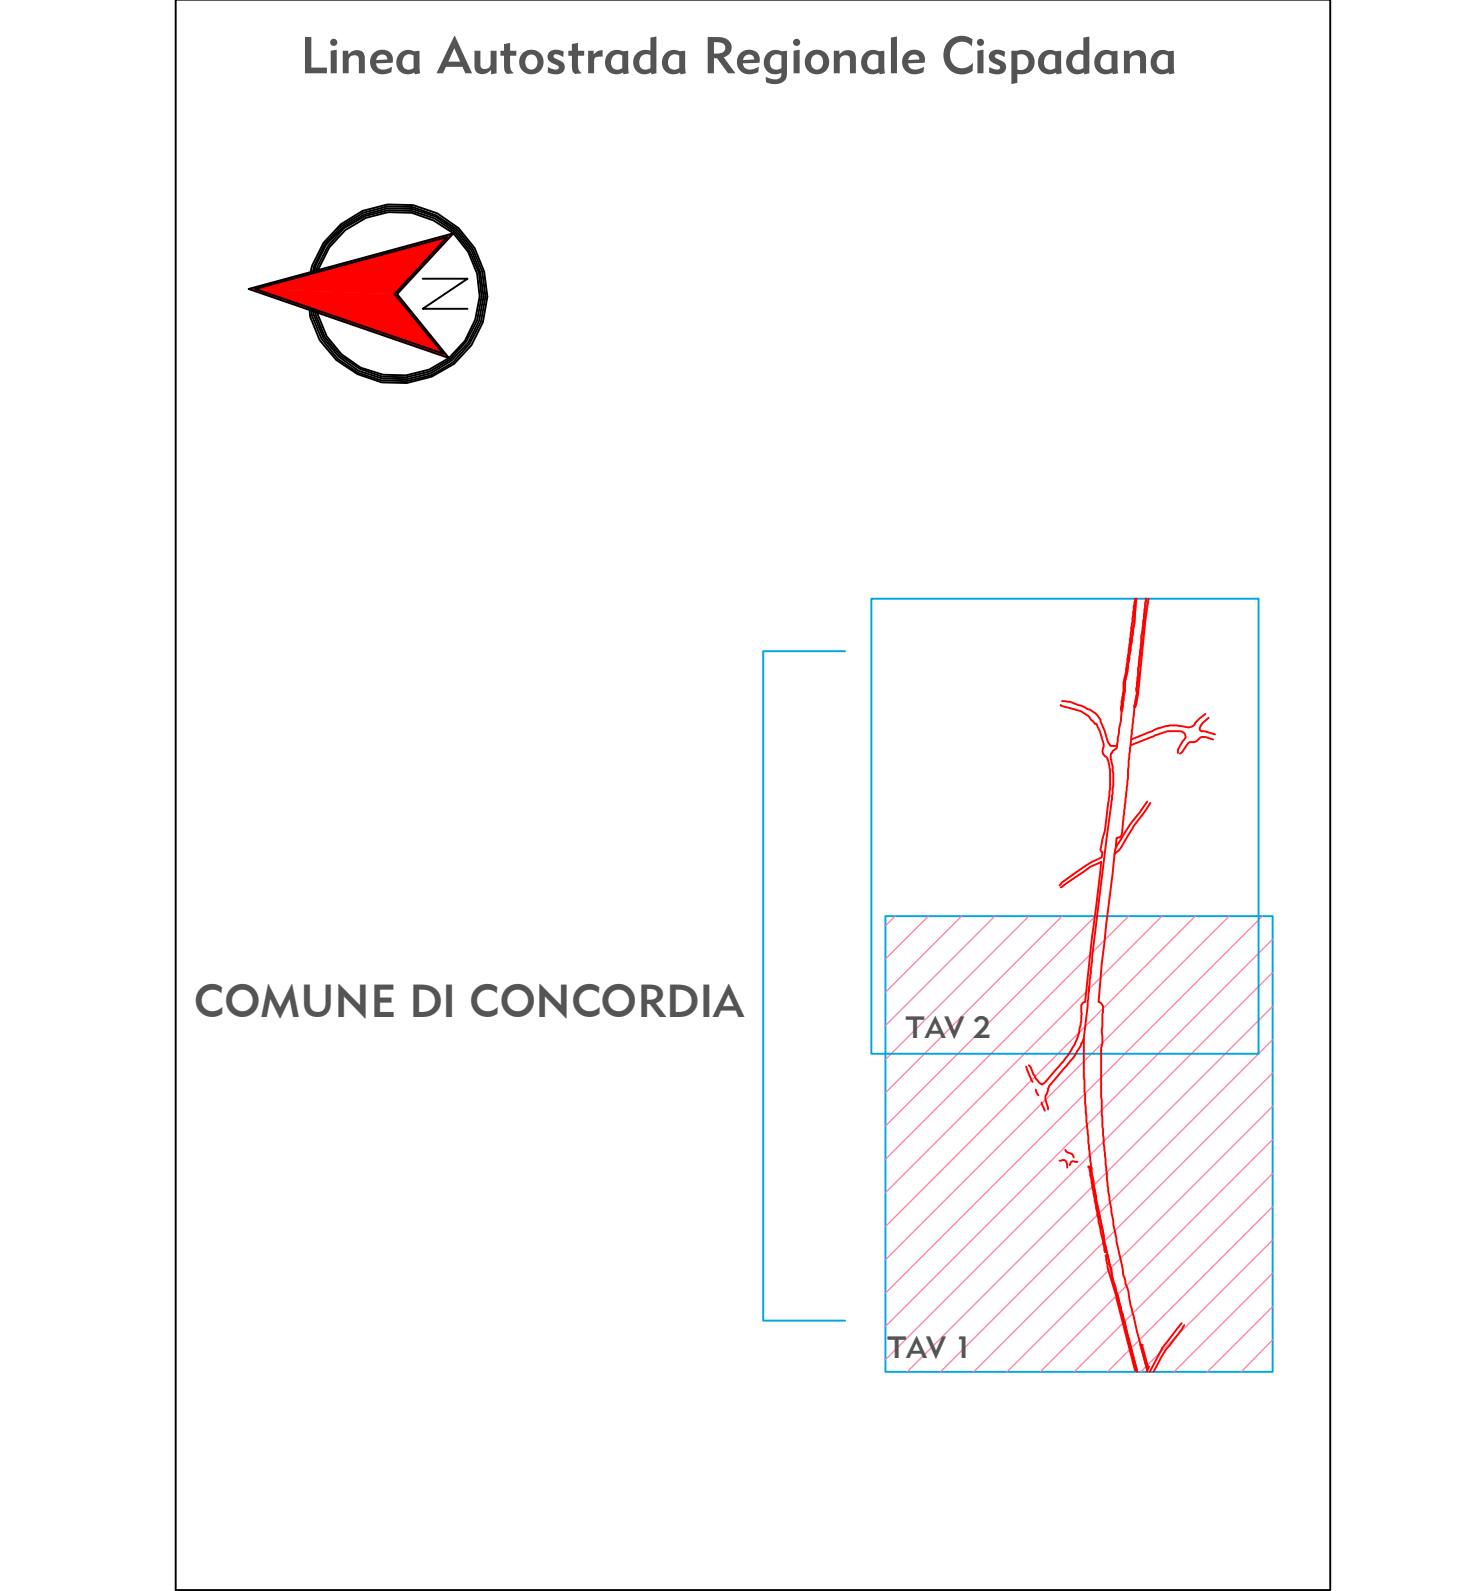 Linea Autostrada Regionale Cispadana
N
COMUNE DI CONCORDIA
TAV 2
TAV 1